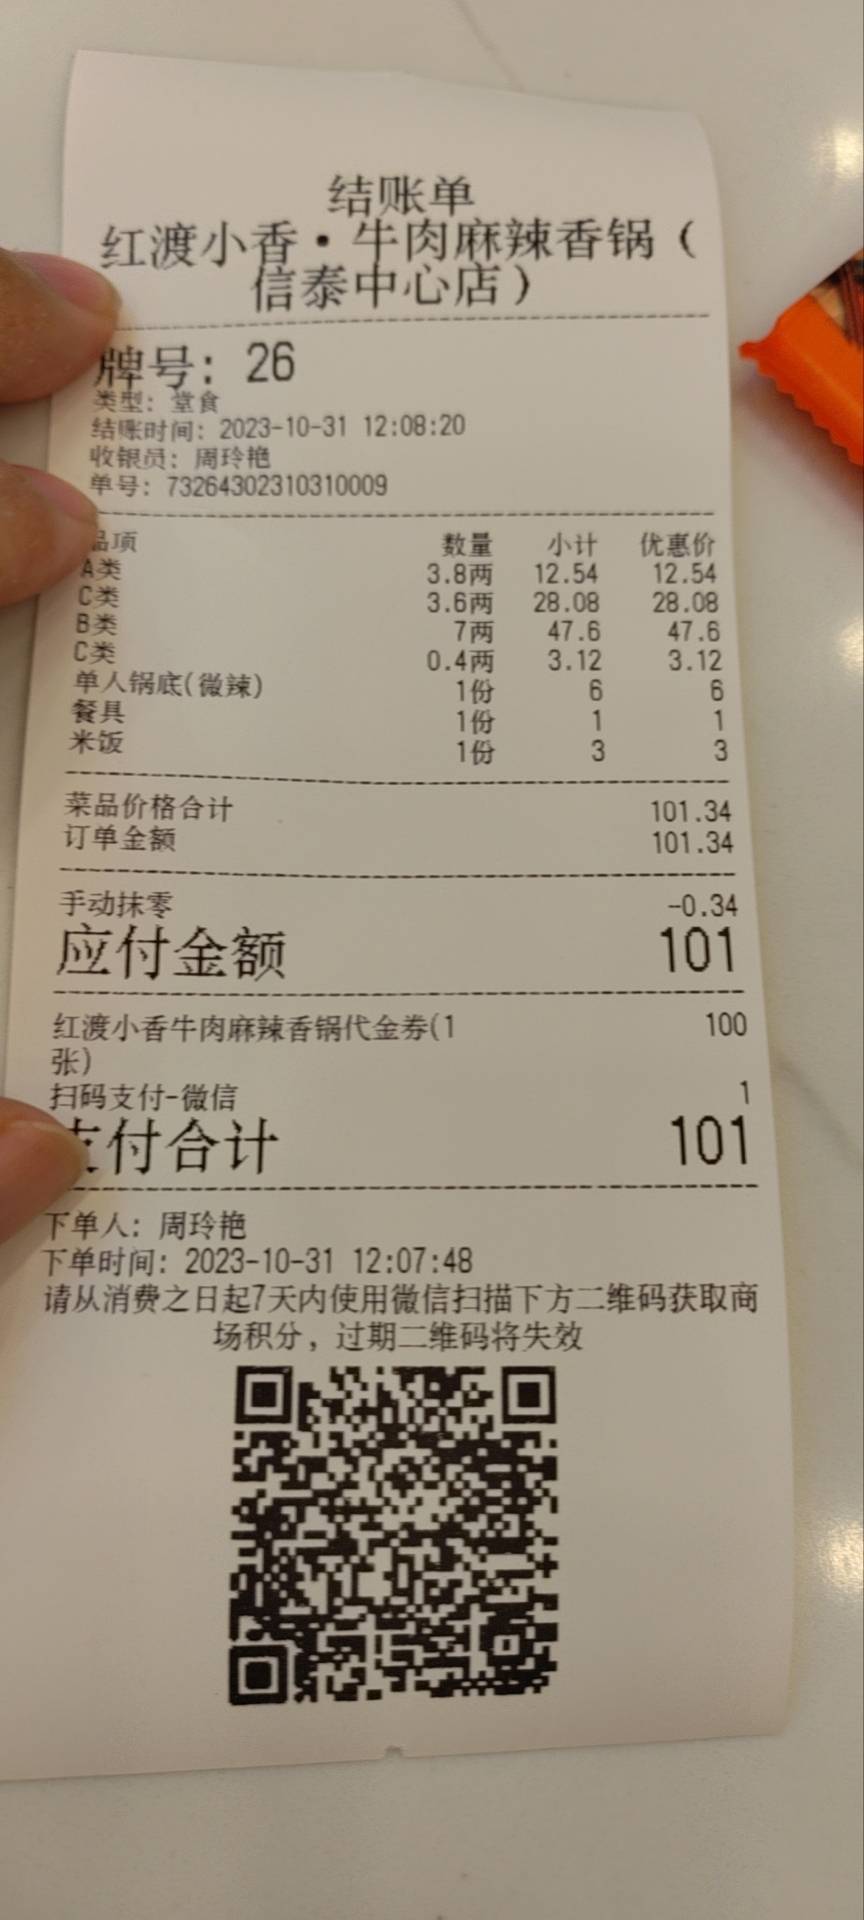 结账单
红渡小香·牛肉麻辣香锅（
信泰中心店）
牌号: 26
类型: 堂食
结账时间: 2023-10-31 12:08:20
收银员: 周玲艳
单号: 73264302310310009
品项 数量 小计 优惠价
A类 3.8两 12.54 12.54
C类 3.6两 28.08 28.08
B类 7两 47.6 47.6
C类 0.4两 3.12 3.12
单人锅底(微辣) 1份 6 6
餐具 1份 1 1
米饭 1份 3 3
菜品价格合计 101.34
订单金额 101.34
手动抹零 -0.34
应付金额 101
红渡小香牛肉麻辣香锅代金券(1 100
张)
扫码支付-微信 1
支付合计 101
下单人: 周玲艳
下单时间: 2023-10-31 12:07:48
请从消费之日起7天内使用微信扫描下方二维码获取商
场积分，过期二维码将失效